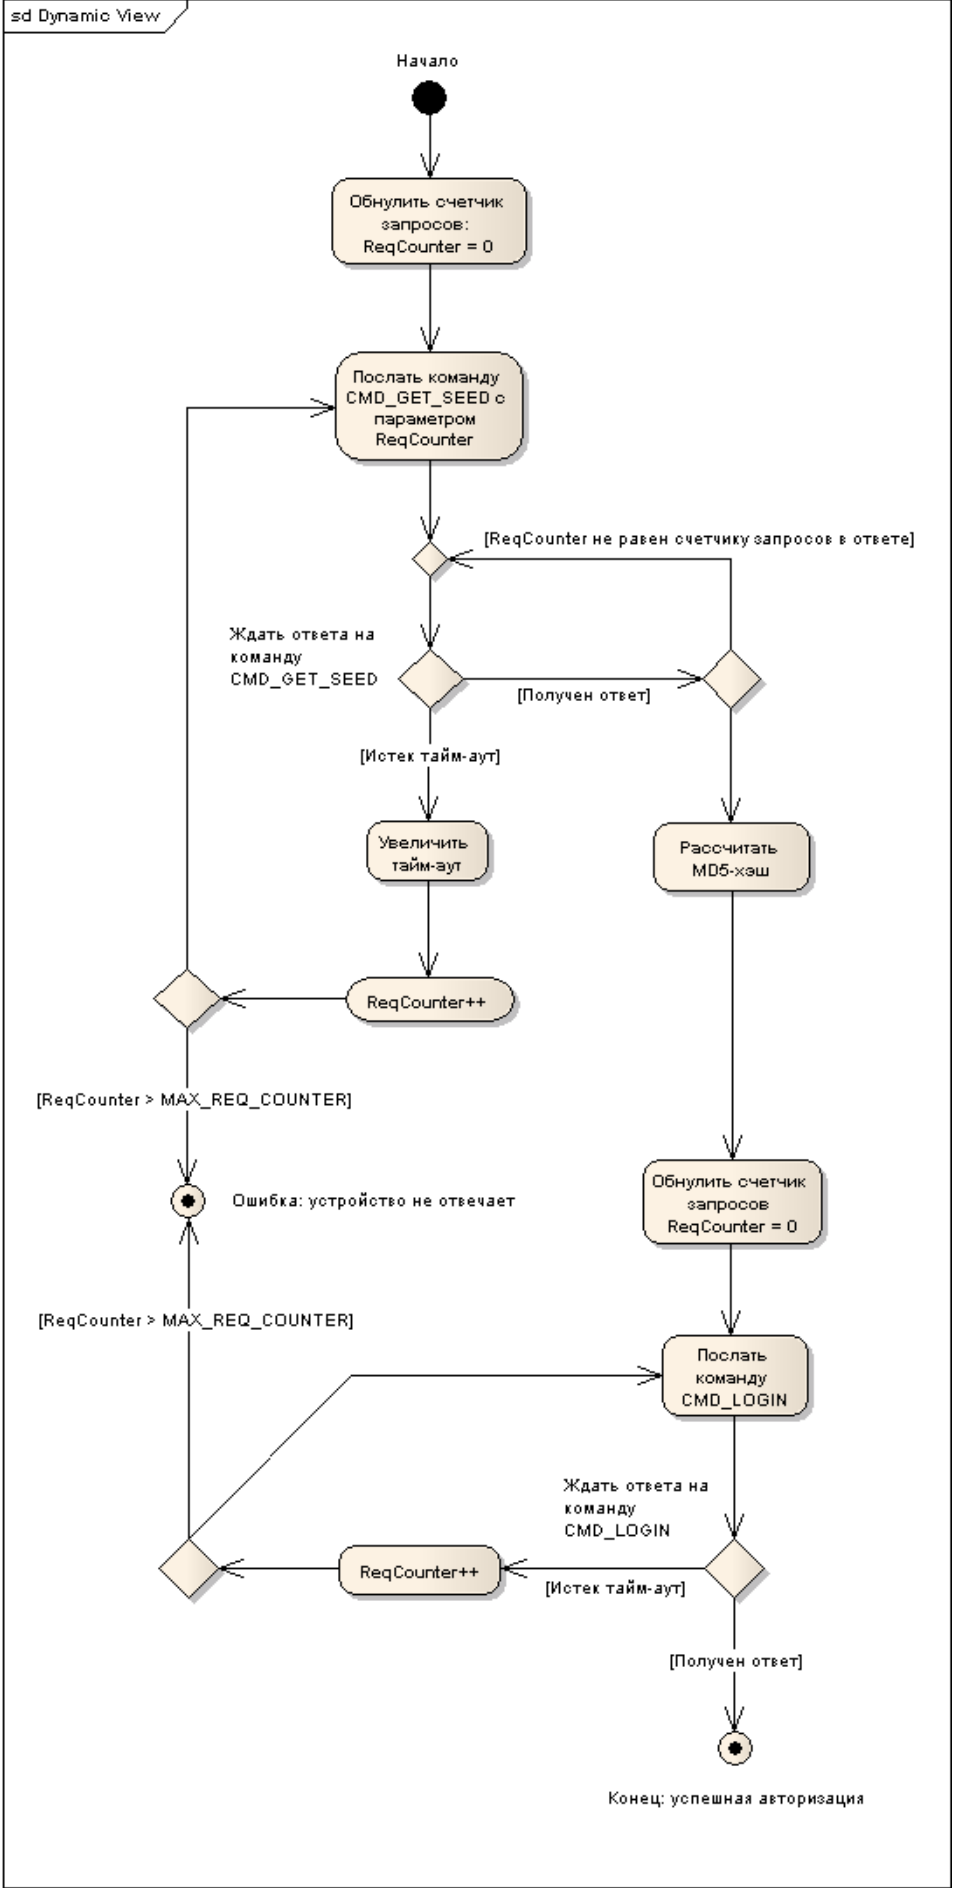 sd Dynamic View
Начало
Обнулить счетчик
запросов:
ReqCounter = 0
Послать команду
CMD_GET_SEED с
параметром
ReqCounter
[ReqCounter не равен счетчику запросов в ответе]
Ждать ответа на
команду
CMD_GET_SEED
[Получен ответ]
[Истек тайм-аут]
Увеличить
тайм-аут
Рассчитать
MD5-хэш
ReqCounter++
[ReqCounter > MAX_REQ_COUNTER]
Ошибка: устройство не отвечает
Обнулить счетчик
запросов
ReqCounter = 0
[ReqCounter > MAX_REQ_COUNTER]
Послать
команду
CMD_LOGIN
Ждать ответа на
команду
CMD_LOGIN
ReqCounter++
[Истек тайм-аут]
[Получен ответ]
Конец: успешная авторизация